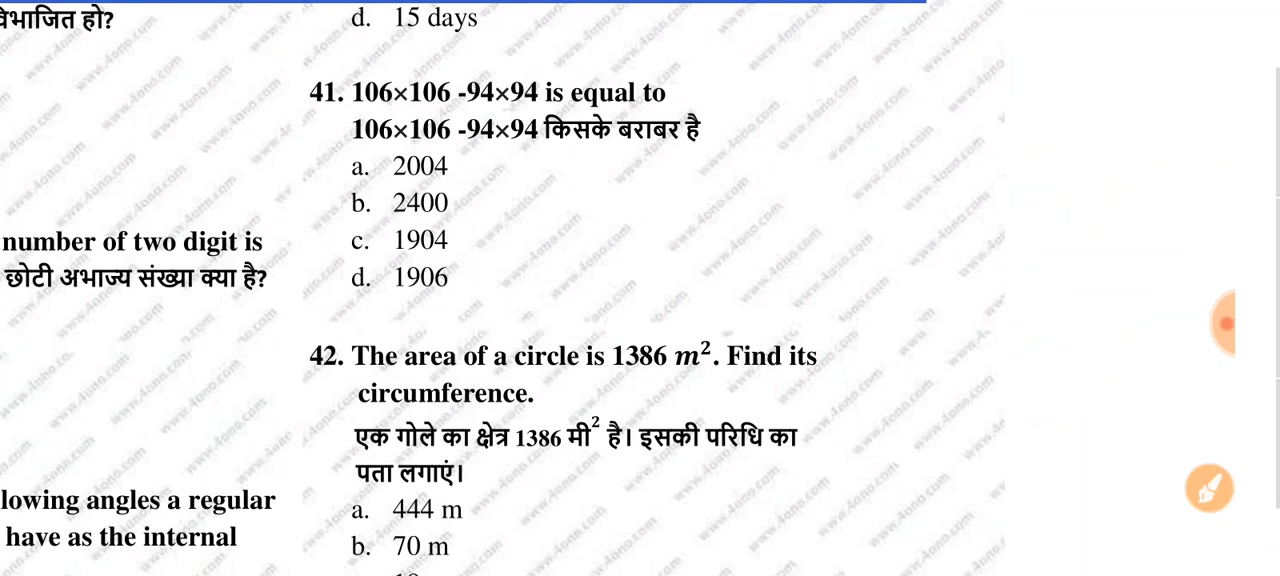 विभाजित हो?
number of two digit is
छोटी अभाज्य संख्या क्या है?
lowing angles a regular
have as the internal
d. 15 days
41. 106×106 -94×94 is equal to
106×106 -94×94 किसके बराबर है
a. 2004
b. 2400
c. 1904
d. 1906
42. The area of a circle is 1386 m². Find its
circumference.
एक गोले का क्षेत्र 1386 मी² है। इसकी परिधि का
पता लगाएं।
a. 444 m
b. 70 m